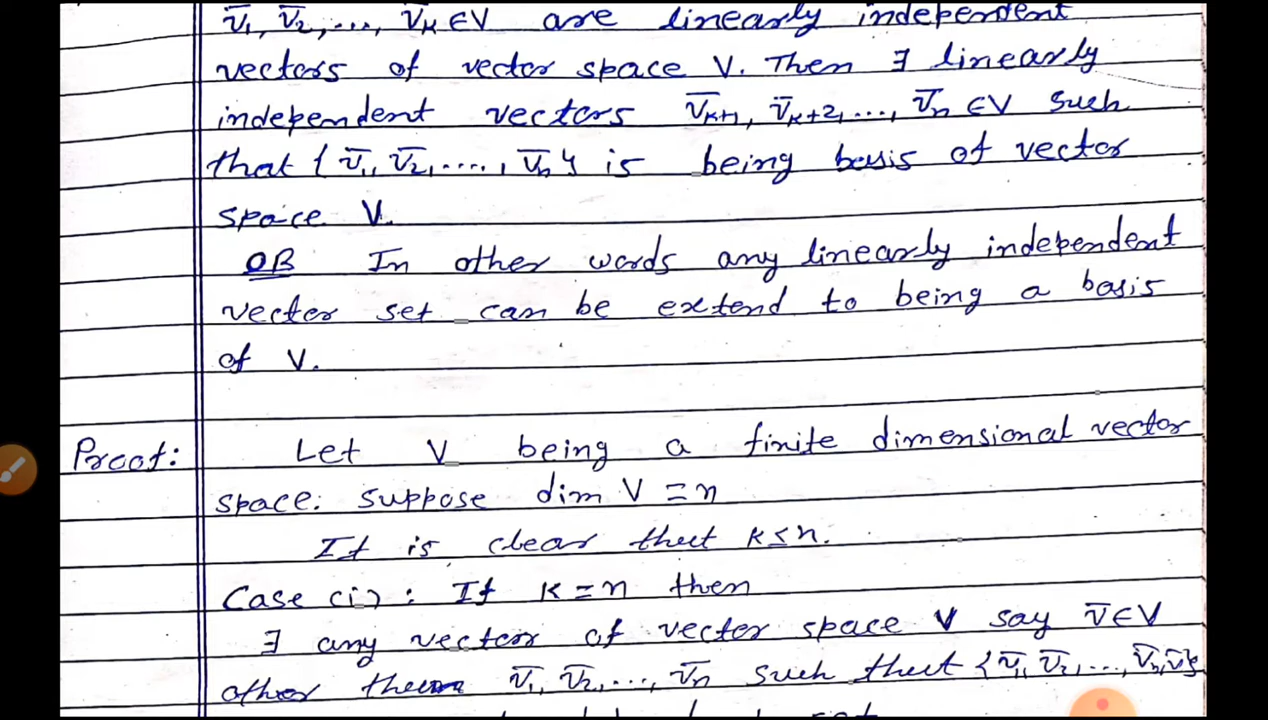 v̄₁, v̄₂, ..., v̄ₖ ∈ V are linearly independent
vectors of vector space V. Then ∃ linearly
independent vectors v̄ₖ₊₁, v̄ₖ₊₂, ..., v̄ₙ ∈ V such
that {v̄₁, v̄₂, ...., v̄ₙ} is being basis of vector
space V.
OR In other words any linearly independent
vector set can be extend to being a basis
of V.
Proof: Let V being a finite dimensional vector
space. suppose dim V = n
It is clear that k ≤ n.
Case (i) : If k = n then
∃ any vector of vector space V say v̄ ∈ V
other then v̄₁, v̄₂, ..., v̄ₙ such that {v̄₁, v̄₂, ..., v̄ₙ, v̄}